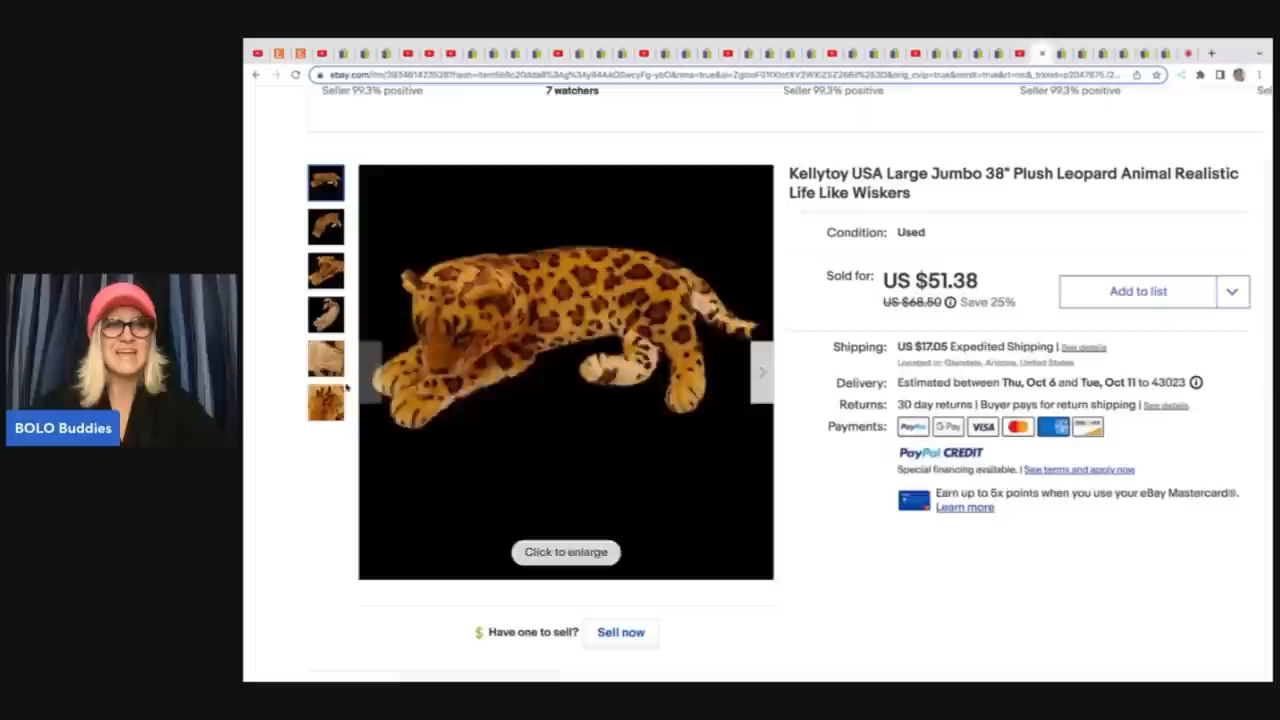 Seller 99.3% positive
7 watchers
Seller 99.3% positive
Seller 99.3% positive
Kellytoy USA Large Jumbo 38" Plush Leopard Animal Realistic
Life Like Wiskers
Condition: Used
Sold for: US $51.38
US $68.50 Save 25%
Add to list
Shipping: US $17.05 Expedited Shipping | See details
Located in: Glendale, Arizona, United States
Delivery: Estimated between Thu, Oct 6 and Tue, Oct 11 to 43023
Returns: 30 day returns | Buyer pays for return shipping | See details
Payments: PayPal G Pay VISA
PayPal CREDIT
Special financing available. | See terms and apply now
Earn up to 5x points when you use your eBay Mastercard®.
Learn more
BOLO Buddies
Click to enlarge
Have one to sell? Sell now